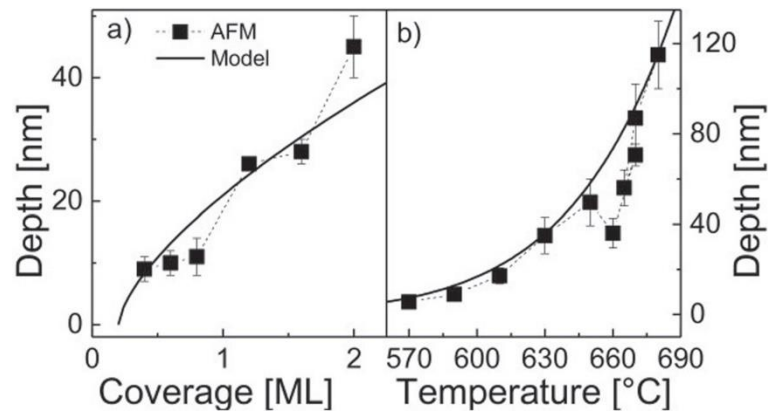 a)
AFM
Model
b)
Depth [nm]
40
20
0
0
1
2
Coverage [ML]
120
80
40
0
Depth [nm]
570
600
630
660
690
Temperature [°C]